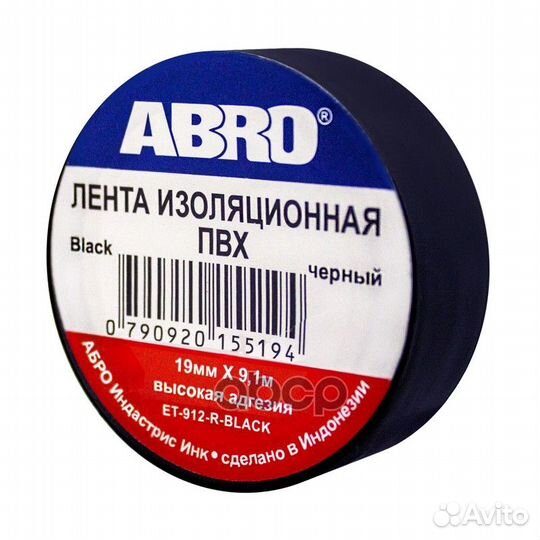 ABRO®
ЛЕНТА ИЗОЛЯЦИОННАЯ
ПВХ
Black
черный
0 790920 155194
19мм X 9,1м
высокая адгезия
ET-912-R-BLACK
АБРО Индастрис Инк • сделано в Индонезии
Avito